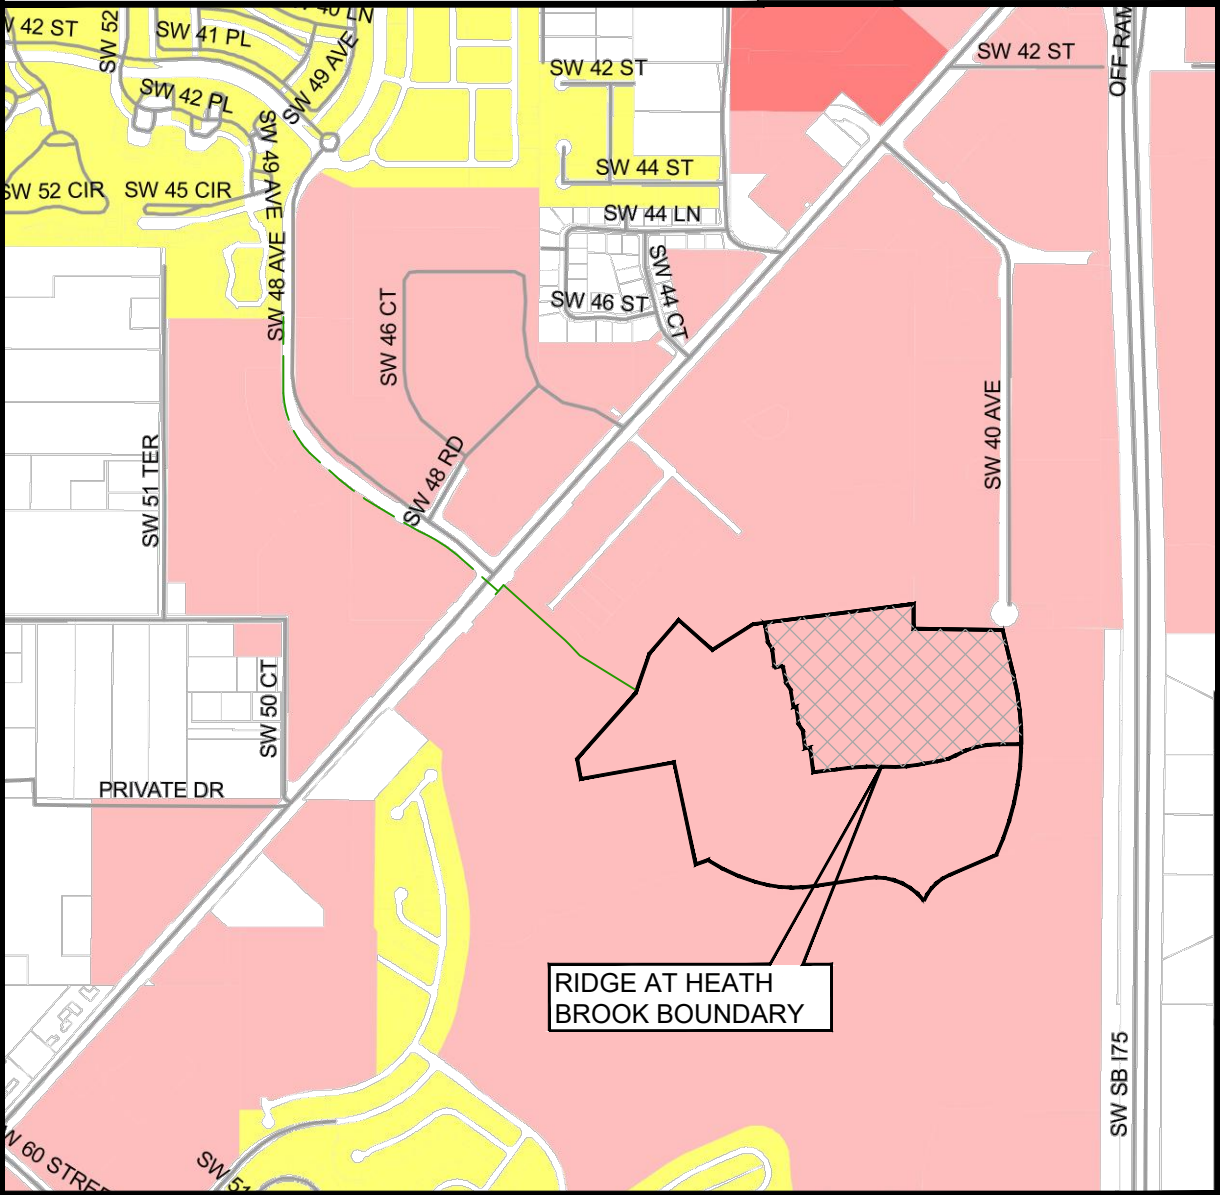 W 42 ST
SW 52
SW 41 PL
40 LN
SW 49 AVE
SW 42 PL
SW 42 ST
SW 42 ST
OFF RAM
SW 49 AVE
SW 52 CIR
SW 45 CIR
SW 44 ST
SW 44 LN
SW 48 AVE
SW 44 CT
SW 46 ST
SW 46 CT
SW 40 AVE
SW 51 TER
SW 48 RD
SW 50 CT
PRIVATE DR
RIDGE AT HEATH
BROOK BOUNDARY
SW SB I75
W 60 STREE
SW 51